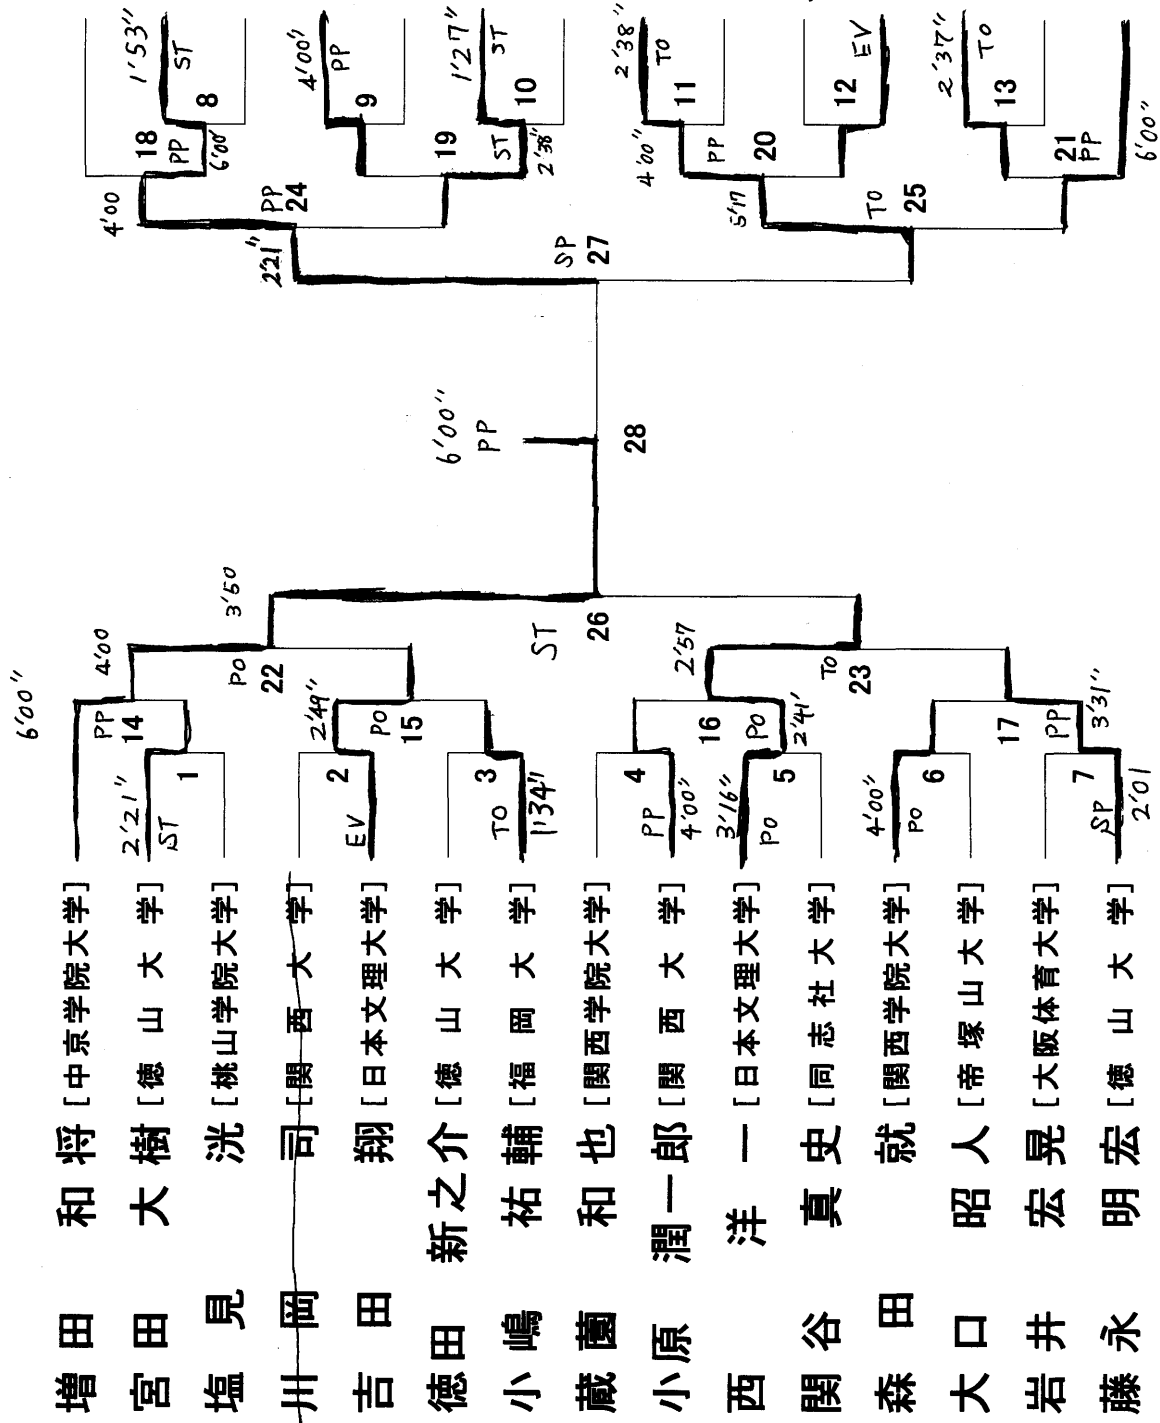 増田 和将 [中京学院大学]
宮田 大樹 [徳山大学]
塩見 洸 [桃山学院大学]
川岡 司 [関西大学]
吉田 翔 [日本文理大学]
徳田 新之介 [徳山大学]
小嶋 祐輔 [福岡大学]
蔵薗 和也 [関西学院大学]
小原 潤一郎 [関西大学]
西 洋一 [日本文理大学]
関谷 真史 [同志社大学]
森田 就 [関西学院大学]
大口 昭人 [帝塚山大学]
岩井 宏晃 [大阪体育大学]
藤永 明宏 [徳山大学]
2'21" ST 1
EV 2
TO 1'34" 3
PP 4'00" 4
3'16" PO 5
4'00" PO 6
SP 2'01 7
6'00" PP 14
2'49" PO 15
16 PO 2'41'
17 PP 3'31"
4'00 PO 22
2'57 TO 23
3'50 ST 26
6'00" PP 28
2'21" SP 27
4'00 PP 24
5'17 TO 25
18 PP 6'00'
19 ST 2'38"
4'00" PP 20
21 PP 6'00"
1'53" ST 8
4'00' PP 9
1'27" ST 10
2'38" TO 11
12 EV
2'37" TO 13